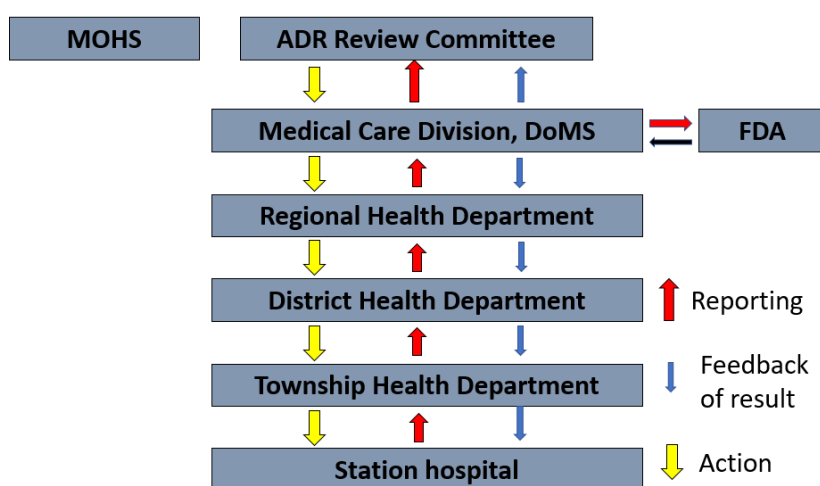 MOHS
ADR Review Committee
Medical Care Division, DoMS
FDA
Regional Health Department
District Health Department
Reporting
Township Health Department
Feedback
of result
Station hospital
Action